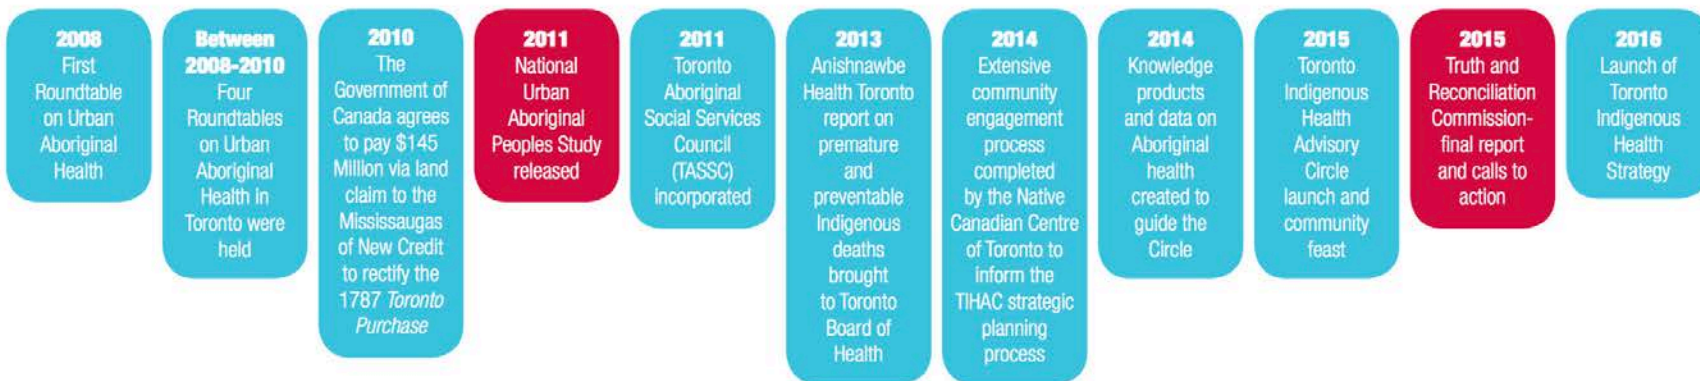 2008
First
Roundtable
on Urban
Aboriginal
Health
Between
2008-2010
Four
Roundtables
on Urban
Aboriginal
Health in
Toronto were
held
2010
The
Government of
Canada agrees
to pay $145
Million via land
claim to the
Mississaugas
of New Credit
to rectify the
1787 Toronto
Purchase
2011
National
Urban
Aboriginal
Peoples Study
released
2011
Toronto
Aboriginal
Social Services
Council
(TASSC)
incorporated
2013
Anishnawbe
Health Toronto
report on
premature
and
preventable
Indigenous
deaths
brought
to Toronto
Board of
Health
2014
Extensive
community
engagement
process
completed
by the Native
Canadian Centre
of Toronto to
inform the
TIHAC strategic
planning
process
2014
Knowledge
products
and data on
Aboriginal
health
created to
guide the
Circle
2015
Toronto
Indigenous
Health
Advisory
Circle
launch and
community
feast
2015
Truth and
Reconciliation
Commission-
final report
and calls to
action
2016
Launch of
Toronto
Indigenous
Health
Strategy